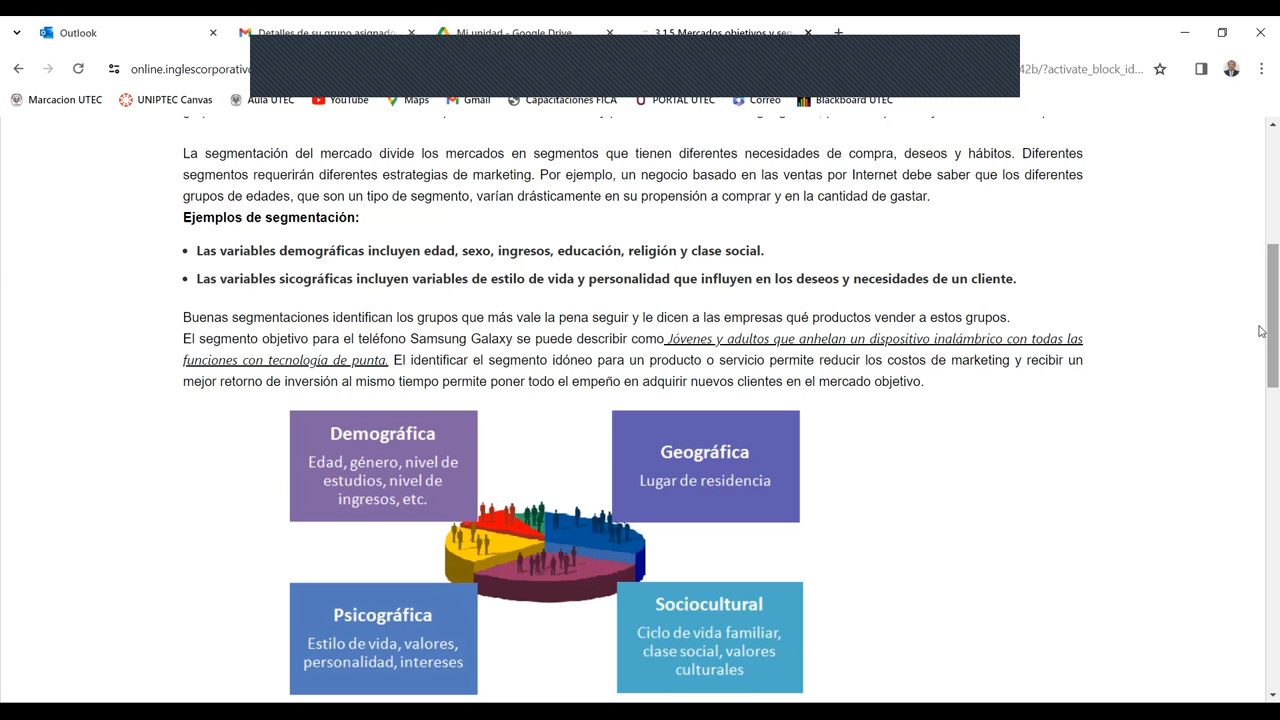 Outlook
Detalles de su grupo asignado
Mi unidad - Google Drive
3.1.5 Mercados objetivos y seg
online.inglescorporativo
42b/?activate_block_id...
Marcacion UTEC
UNIPTEC Canvas
Aula UTEC
YouTube
Maps
Gmail
Capacitaciones FICA
PORTAL UTEC
Correo
Blackboard UTEC
La segmentación del mercado divide los mercados en segmentos que tienen diferentes necesidades de compra, deseos y hábitos. Diferentes
segmentos requerirán diferentes estrategias de marketing. Por ejemplo, un negocio basado en las ventas por Internet debe saber que los diferentes
grupos de edades, que son un tipo de segmento, varían drásticamente en su propensión a comprar y en la cantidad de gastar.
Ejemplos de segmentación:
• Las variables demográficas incluyen edad, sexo, ingresos, educación, religión y clase social.
• Las variables sicográficas incluyen variables de estilo de vida y personalidad que influyen en los deseos y necesidades de un cliente.
Buenas segmentaciones identifican los grupos que más vale la pena seguir y le dicen a las empresas qué productos vender a estos grupos.
El segmento objetivo para el teléfono Samsung Galaxy se puede describir como Jóvenes y adultos que anhelan un dispositivo inalámbrico con todas las
funciones con tecnología de punta. El identificar el segmento idóneo para un producto o servicio permite reducir los costos de marketing y recibir un
mejor retorno de inversión al mismo tiempo permite poner todo el empeño en adquirir nuevos clientes en el mercado objetivo.
Demográfica
Edad, género, nivel de
estudios, nivel de
ingresos, etc.
Geográfica
Lugar de residencia
Psicográfica
Estilo de vida, valores,
personalidad, intereses
Sociocultural
Ciclo de vida familiar,
clase social, valores
culturales